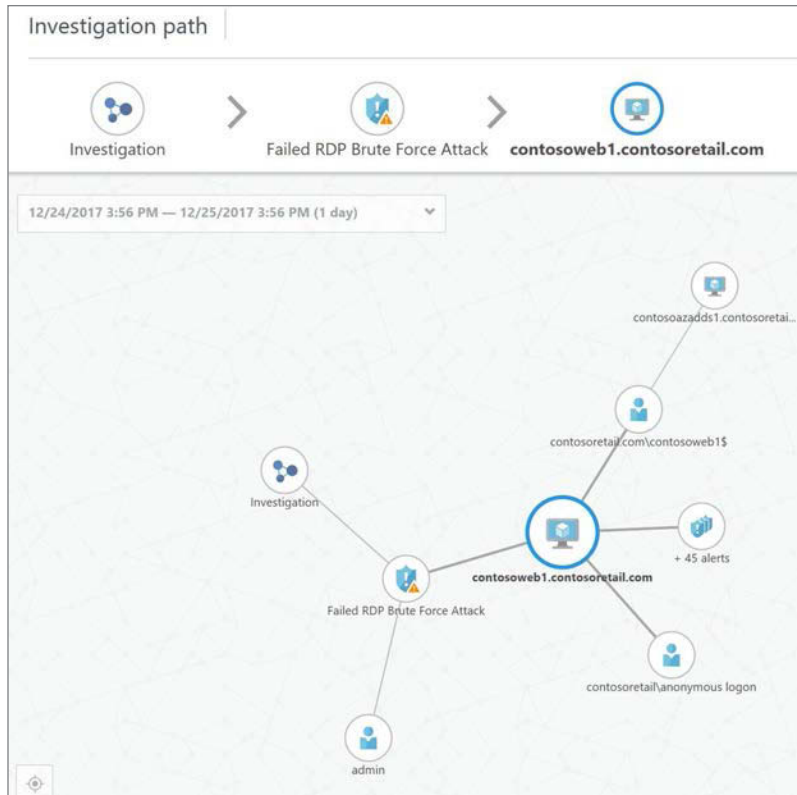 Investigation path
Investigation
Failed RDP Brute Force Attack
contosoweb1.contosoretail.com
12/24/2017 3:56 PM — 12/25/2017 3:56 PM (1 day)
contosoazadds1.contosoretai...
contosoretail.com\contosoweb1$
Investigation
+ 45 alerts
contosoweb1.contosoretail.com
Failed RDP Brute Force Attack
contosoretail\anonymous logon
admin